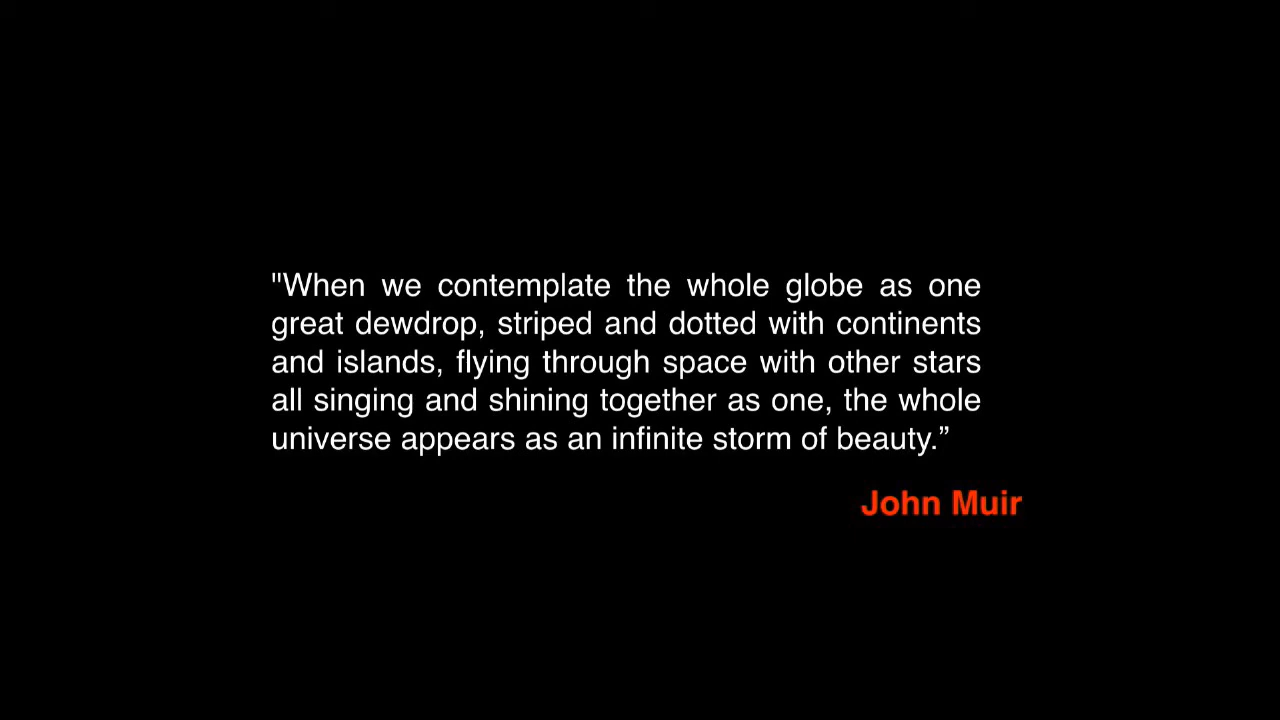 "When we contemplate the whole globe as one
great dewdrop, striped and dotted with continents
and islands, flying through space with other stars
all singing and shining together as one, the whole
universe appears as an infinite storm of beauty.”
John Muir